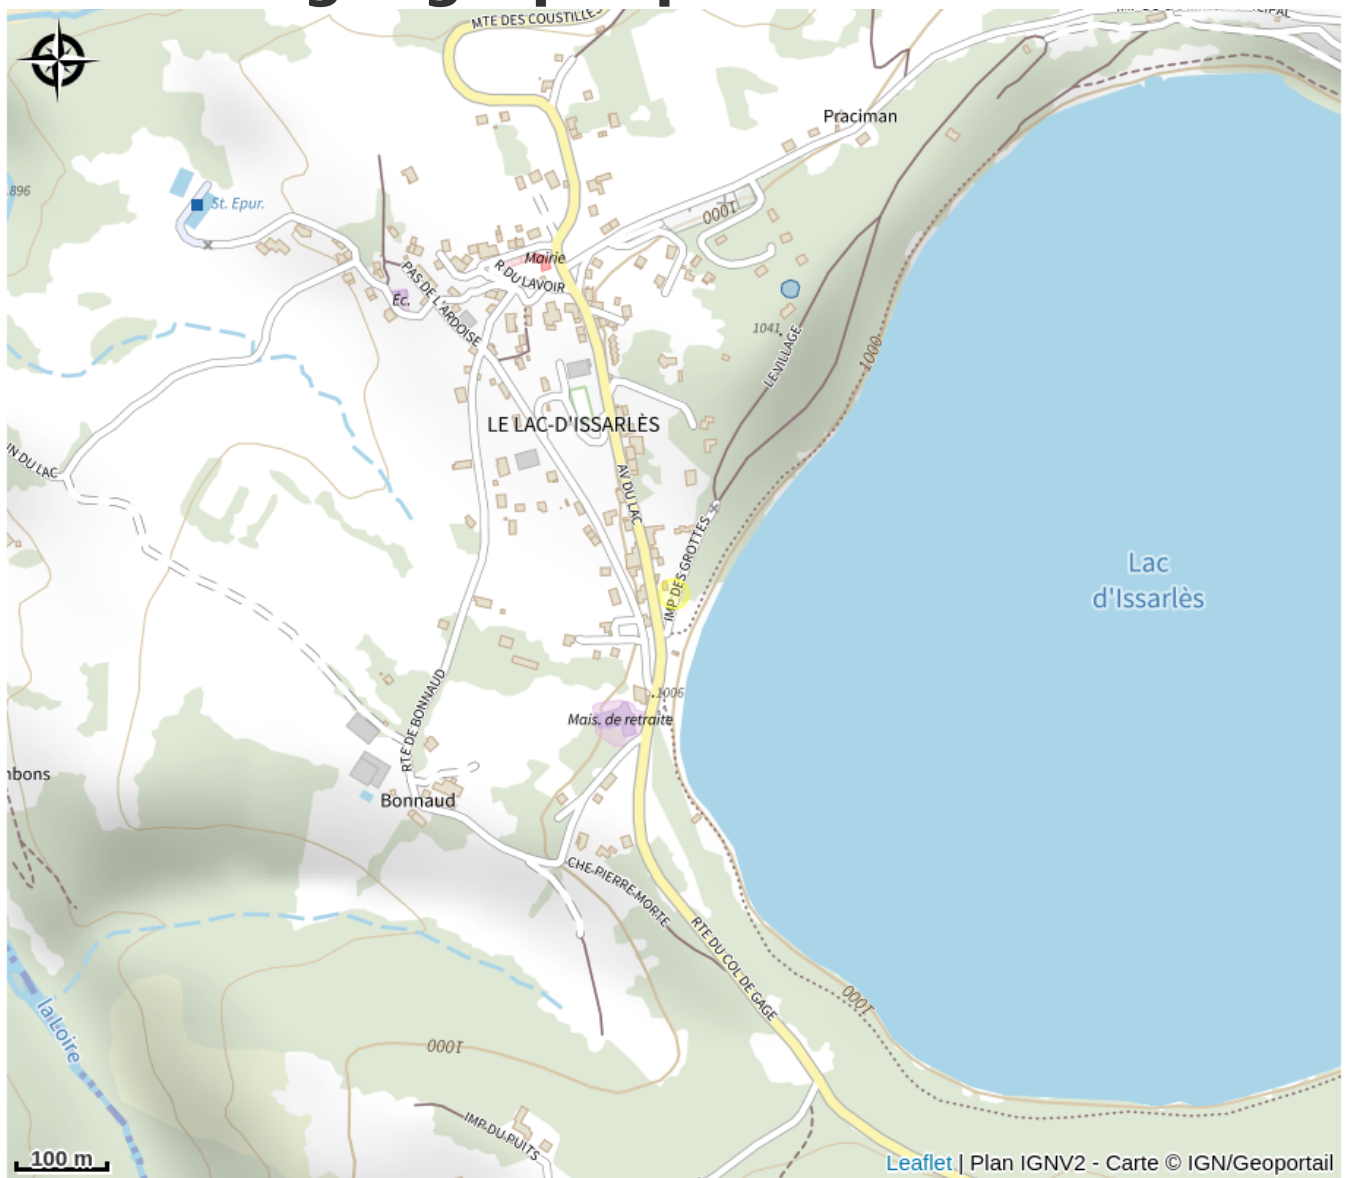 MTE DES COUSTILLES
Praciman
896
St. Epur.
1000
Mairie
R DU LAVOIR
PAS DE L'ARDOISE
Éc.
1041
LE VILLAGE
1000
LE LAC-D'ISSARLÈS
IN DU LAC
AV DU LAC
IMP DES GROTTES
Lac
d'Issarlès
1006
Mais. de retraite
RTE DE BONNAUD
nbons
Bonnaud
CHE PIERRE MORTE
RTE DU COL DE GAGE
1000
la Loire
1000
IMP DU PUITS
100 m
Leaflet | Plan IGNV2 - Carte © IGN/Geoportail